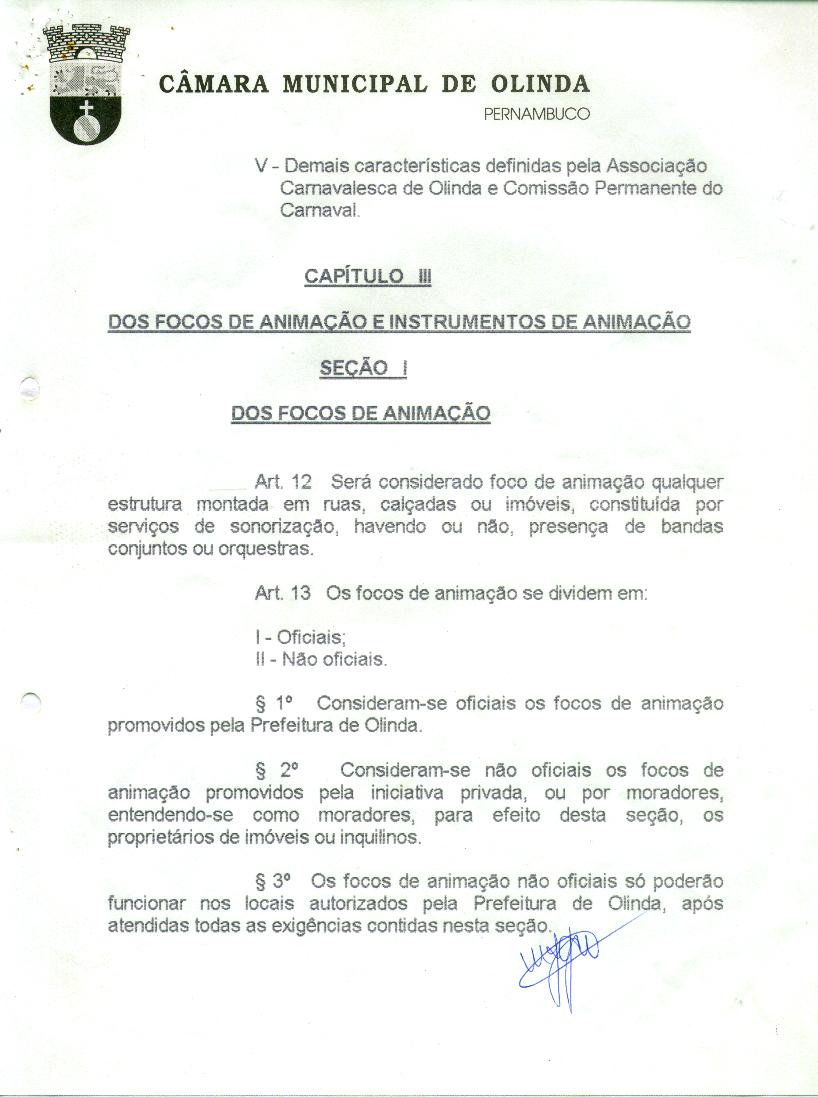 CÂMARA MUNICIPAL DE OLINDA
PERNAMBUCO
V - Demais características definidas pela Associação
Carnavalesca de Olinda e Comissão Permanente do
Carnaval.
CAPÍTULO III
DOS FOCOS DE ANIMAÇÃO E INSTRUMENTOS DE ANIMAÇÃO
SEÇÃO I
DOS FOCOS DE ANIMAÇÃO
Art. 12 Será considerado foco de animação qualquer
estrutura montada em ruas, calçadas ou imóveis, constituída por
serviços de sonorização, havendo ou não, presença de bandas
conjuntos ou orquestras.
Art. 13 Os focos de animação se dividem em:
I - Oficiais;
II - Não oficiais.
§ 1º Consideram-se oficiais os focos de animação
promovidos pela Prefeitura de Olinda.
§ 2º Consideram-se não oficiais os focos de
animação promovidos pela iniciativa privada, ou por moradores,
entendendo-se como moradores, para efeito desta seção, os
proprietários de imóveis ou inquilinos.
§ 3º Os focos de animação não oficiais só poderão
funcionar nos locais autorizados pela Prefeitura de Olinda, após
atendidas todas as exigências contidas nesta seção.